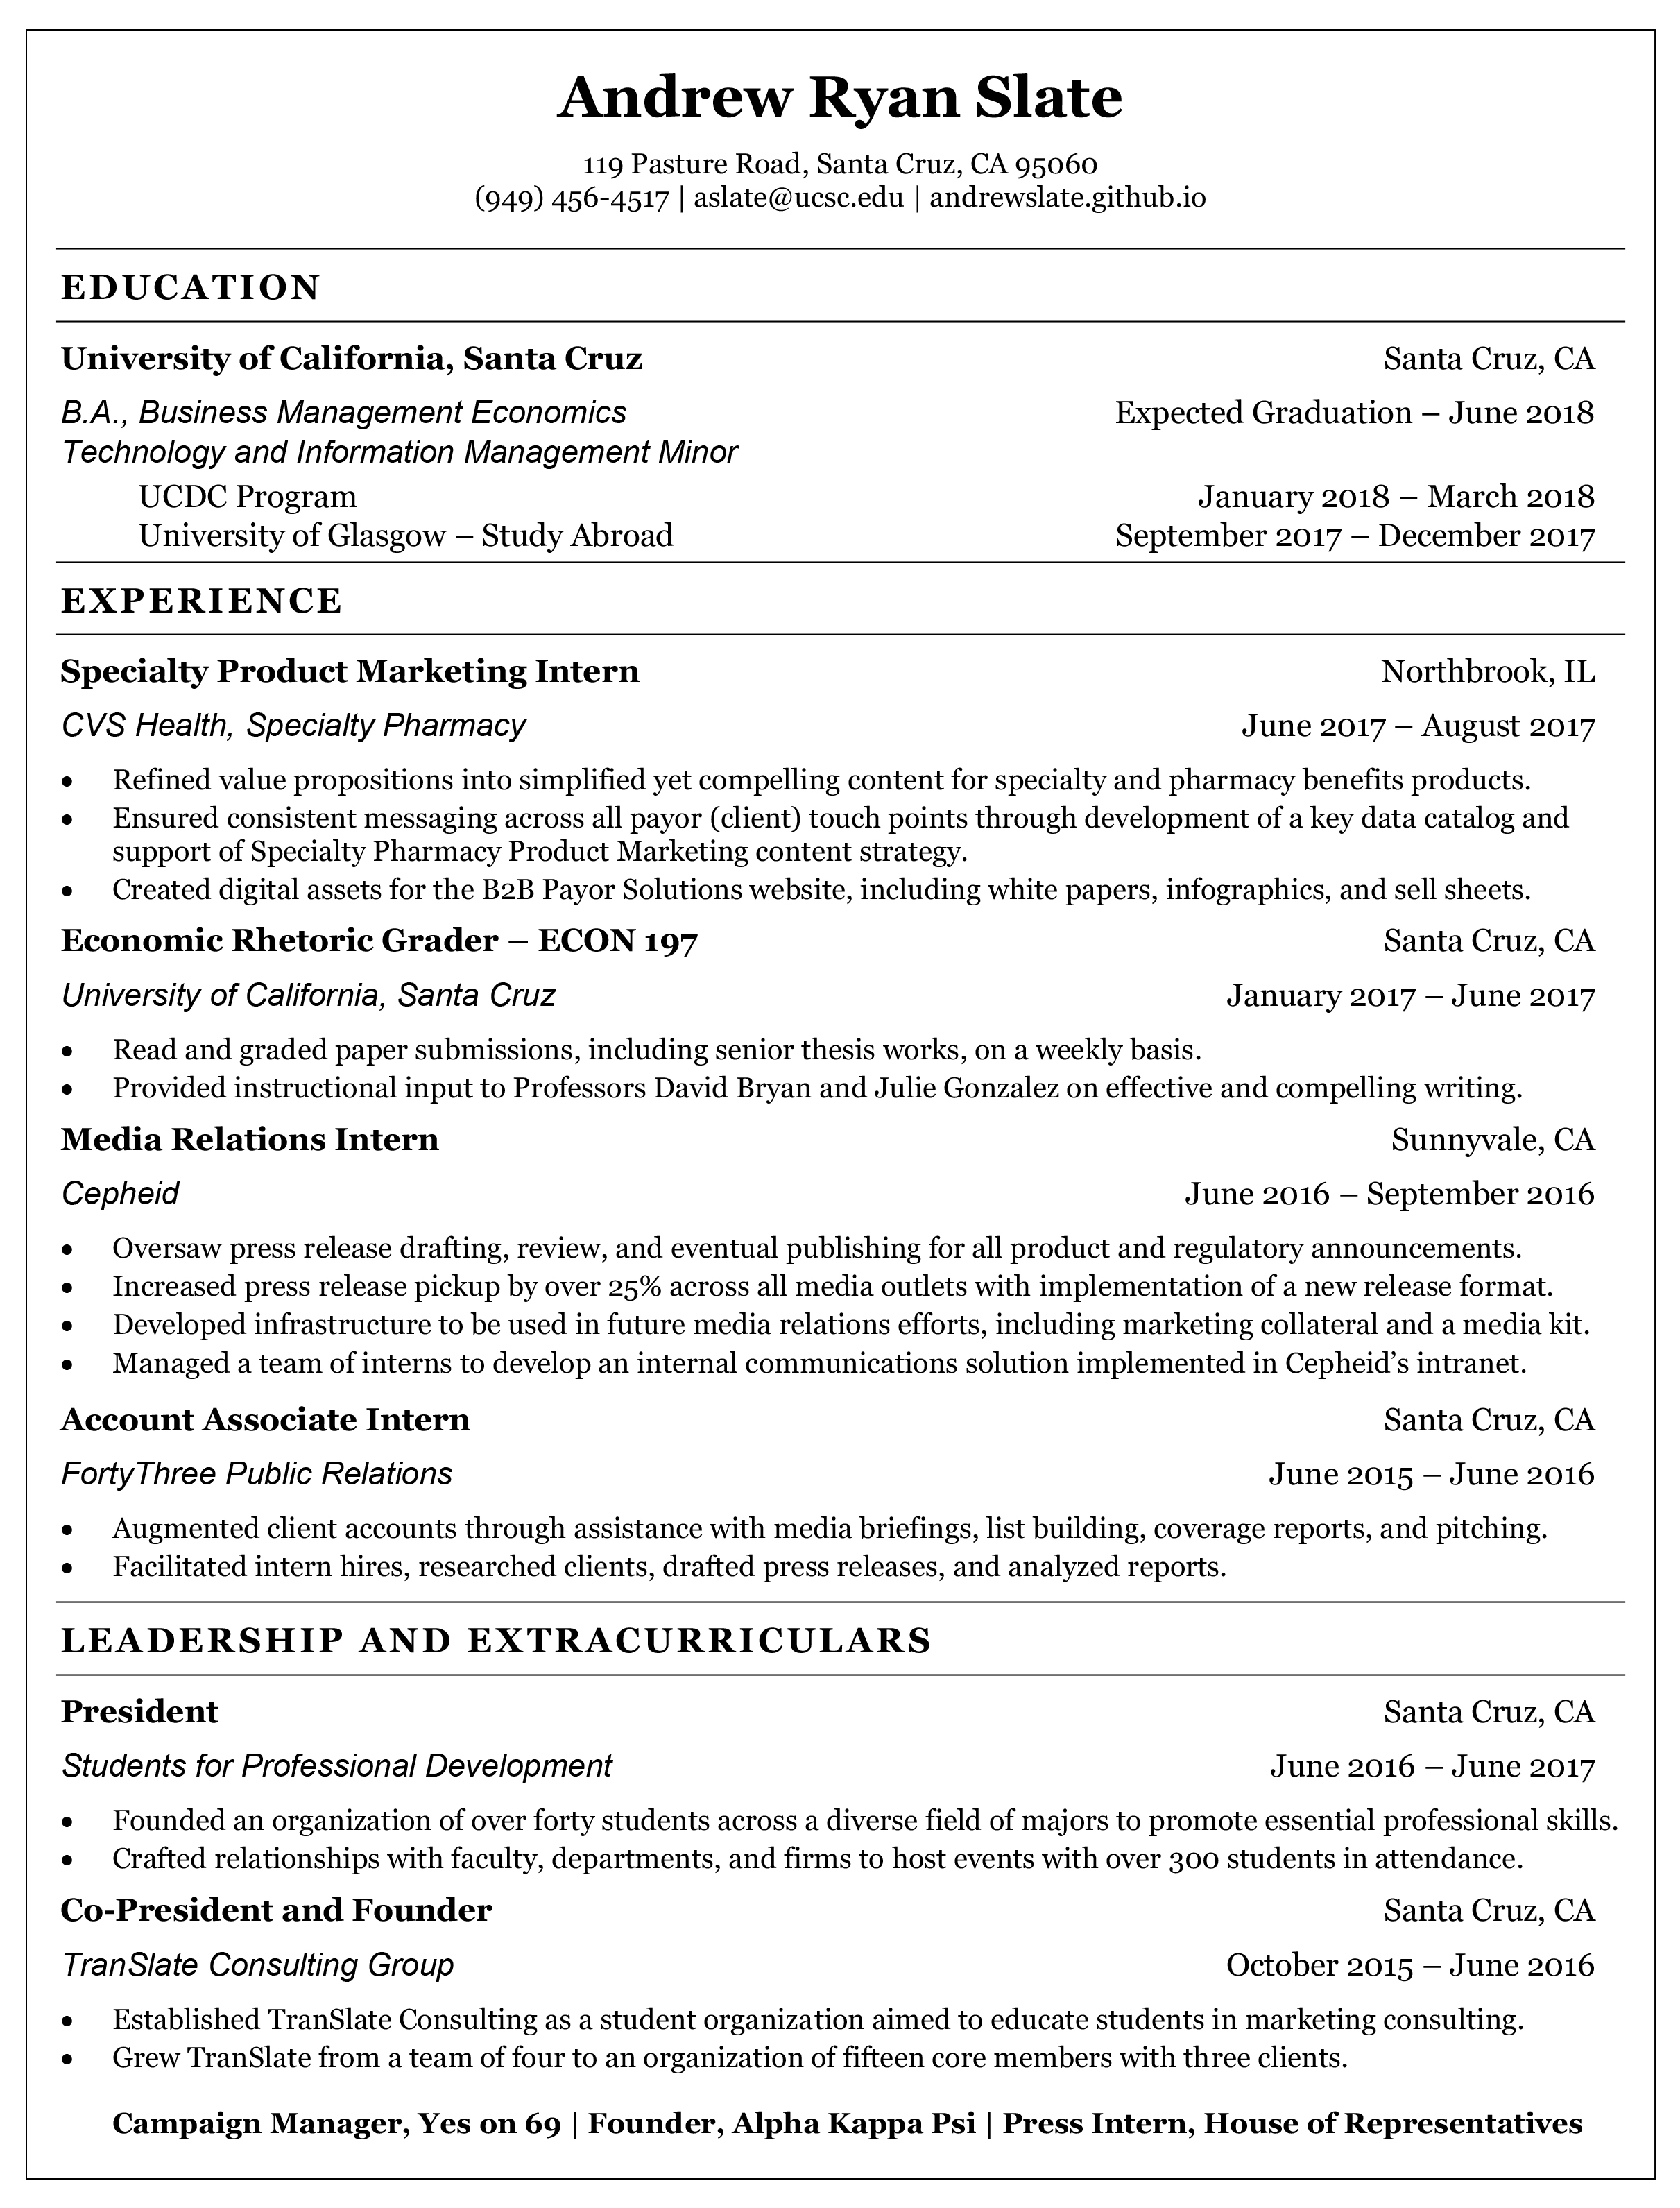 Andrew Ryan Slate
119 Pasture Road, Santa Cruz, CA 95060
(949) 456-4517 | aslate@ucsc.edu | andrewslate.github.io
EDUCATION
University of California, Santa Cruz Santa Cruz, CA
B.A., Business Management Economics Expected Graduation – June 2018
Technology and Information Management Minor
UCDC Program January 2018 – March 2018
University of Glasgow – Study Abroad September 2017 – December 2017
EXPERIENCE
Specialty Product Marketing Intern Northbrook, IL
CVS Health, Specialty Pharmacy June 2017 – August 2017
• Refined value propositions into simplified yet compelling content for specialty and pharmacy benefits products.
• Ensured consistent messaging across all payor (client) touch points through development of a key data catalog and
support of Specialty Pharmacy Product Marketing content strategy.
• Created digital assets for the B2B Payor Solutions website, including white papers, infographics, and sell sheets.
Economic Rhetoric Grader – ECON 197 Santa Cruz, CA
University of California, Santa Cruz January 2017 – June 2017
• Read and graded paper submissions, including senior thesis works, on a weekly basis.
• Provided instructional input to Professors David Bryan and Julie Gonzalez on effective and compelling writing.
Media Relations Intern Sunnyvale, CA
Cepheid June 2016 – September 2016
• Oversaw press release drafting, review, and eventual publishing for all product and regulatory announcements.
• Increased press release pickup by over 25% across all media outlets with implementation of a new release format.
• Developed infrastructure to be used in future media relations efforts, including marketing collateral and a media kit.
• Managed a team of interns to develop an internal communications solution implemented in Cepheid’s intranet.
Account Associate Intern Santa Cruz, CA
FortyThree Public Relations June 2015 – June 2016
• Augmented client accounts through assistance with media briefings, list building, coverage reports, and pitching.
• Facilitated intern hires, researched clients, drafted press releases, and analyzed reports.
LEADERSHIP AND EXTRACURRICULARS
President Santa Cruz, CA
Students for Professional Development June 2016 – June 2017
• Founded an organization of over forty students across a diverse field of majors to promote essential professional skills.
• Crafted relationships with faculty, departments, and firms to host events with over 300 students in attendance.
Co-President and Founder Santa Cruz, CA
TranSlate Consulting Group October 2015 – June 2016
• Established TranSlate Consulting as a student organization aimed to educate students in marketing consulting.
• Grew TranSlate from a team of four to an organization of fifteen core members with three clients.
Campaign Manager, Yes on 69 | Founder, Alpha Kappa Psi | Press Intern, House of Representatives